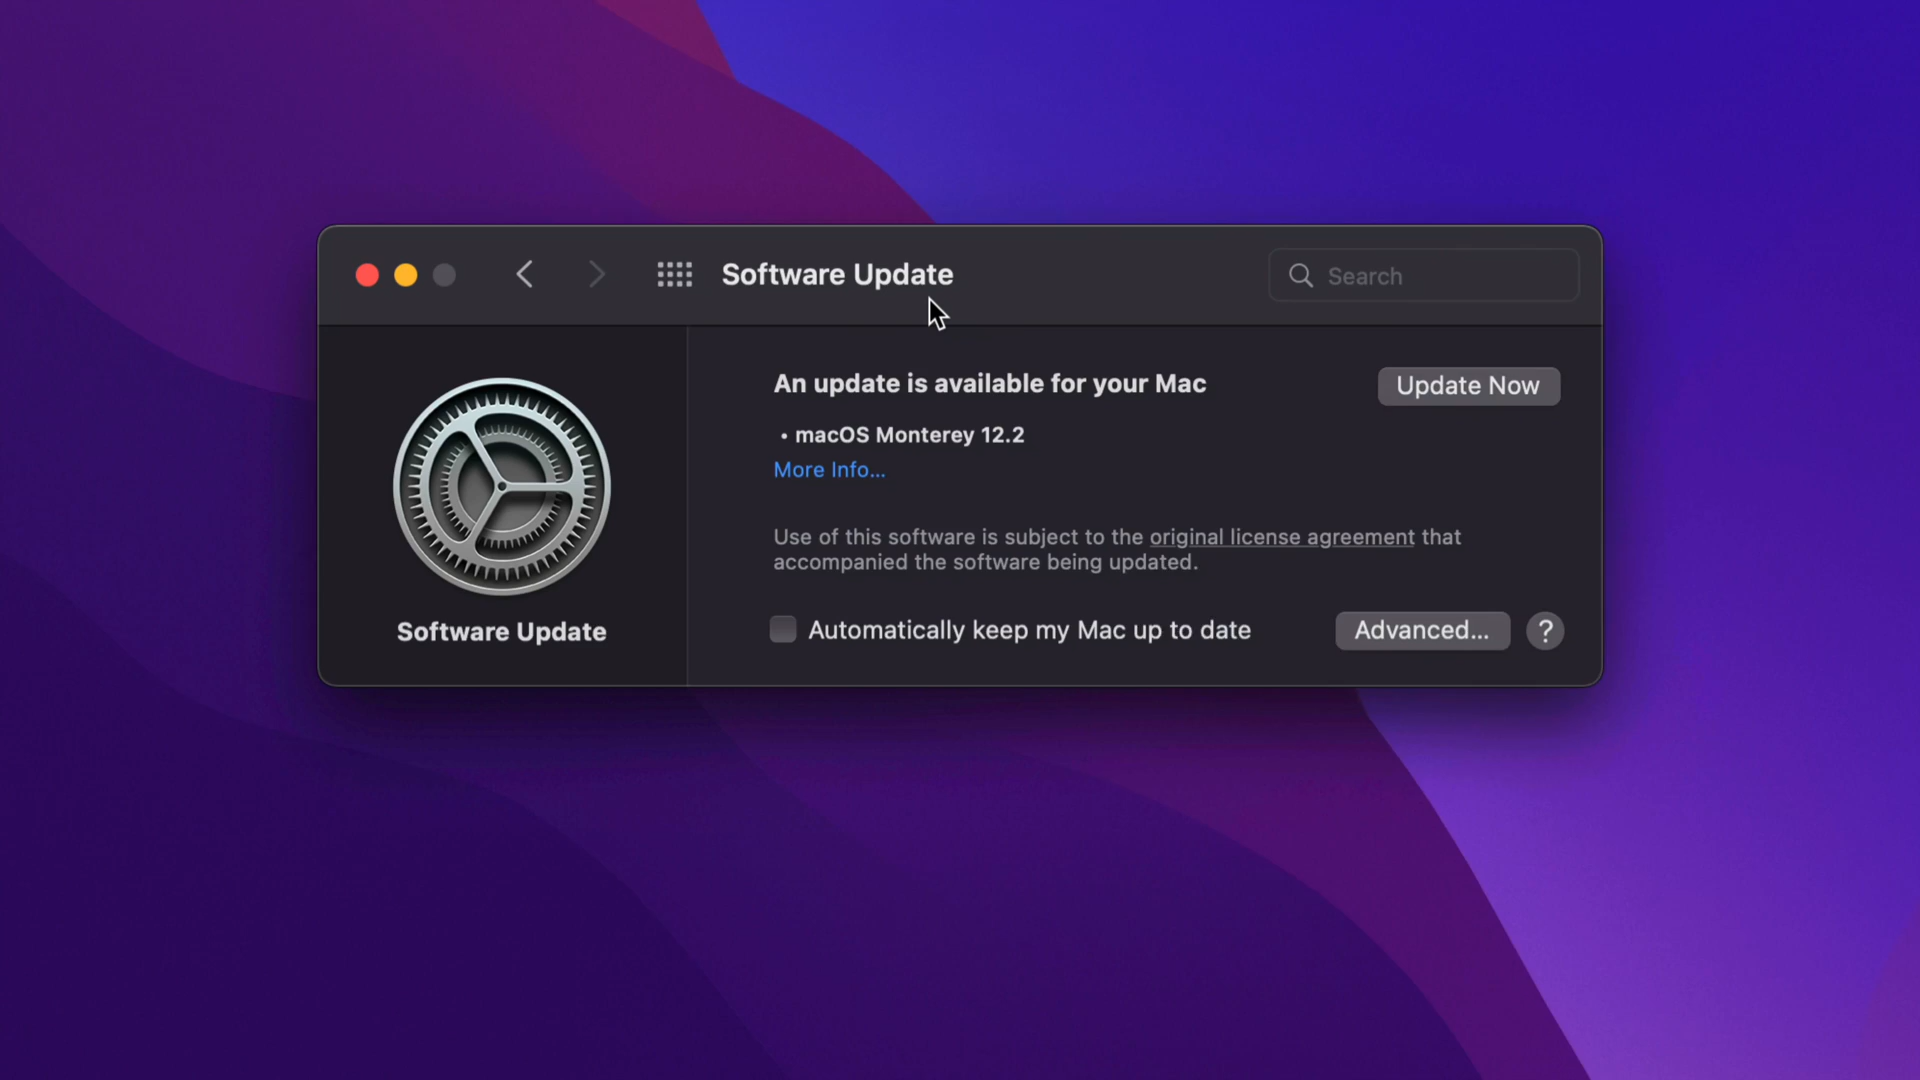 Software Update
Search
An update is available for your Mac
Update Now
• macOS Monterey 12.2
More Info...
Use of this software is subject to the original license agreement that
accompanied the software being updated.
Software Update
Automatically keep my Mac up to date
Advanced...
?